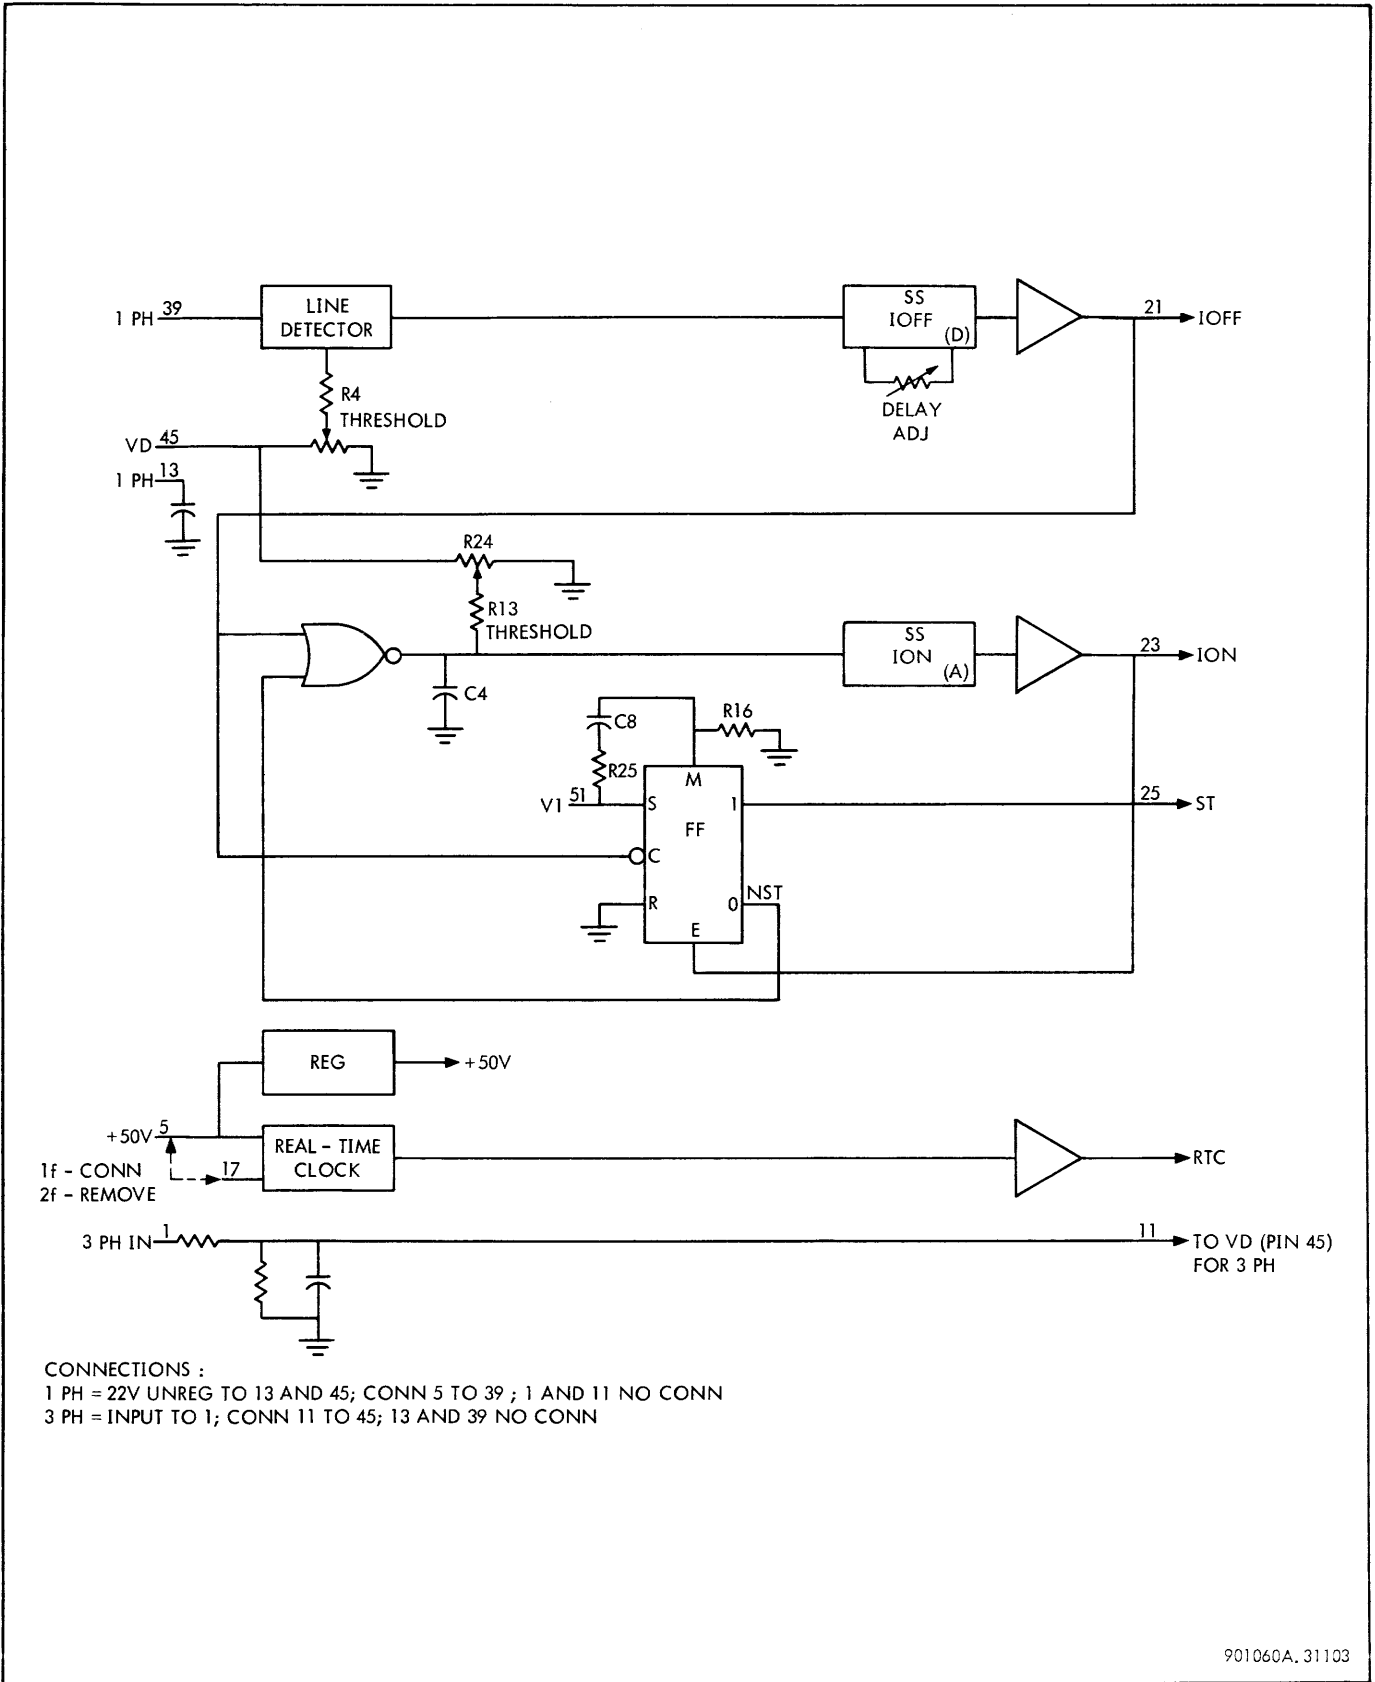 1 PH 39
LINE
DETECTOR
SS
IOFF
(D)
21
IOFF
R4
THRESHOLD
DELAY
ADJ
VD 45
1 PH 13
R24
R13
THRESHOLD
SS
ION
(A)
23
ION
C4
C8
R16
R25
M
V1 51
S
1
25
ST
FF
C
R
0
NST
E
REG
+50V
+50V 5
REAL - TIME
CLOCK
RTC
1f - CONN
17
2f - REMOVE
3 PH IN 1
11
TO VD (PIN 45)
FOR 3 PH
CONNECTIONS :
1 PH = 22V UNREG TO 13 AND 45; CONN 5 TO 39 ; 1 AND 11 NO CONN
3 PH = INPUT TO 1; CONN 11 TO 45; 13 AND 39 NO CONN
901060A. 31103